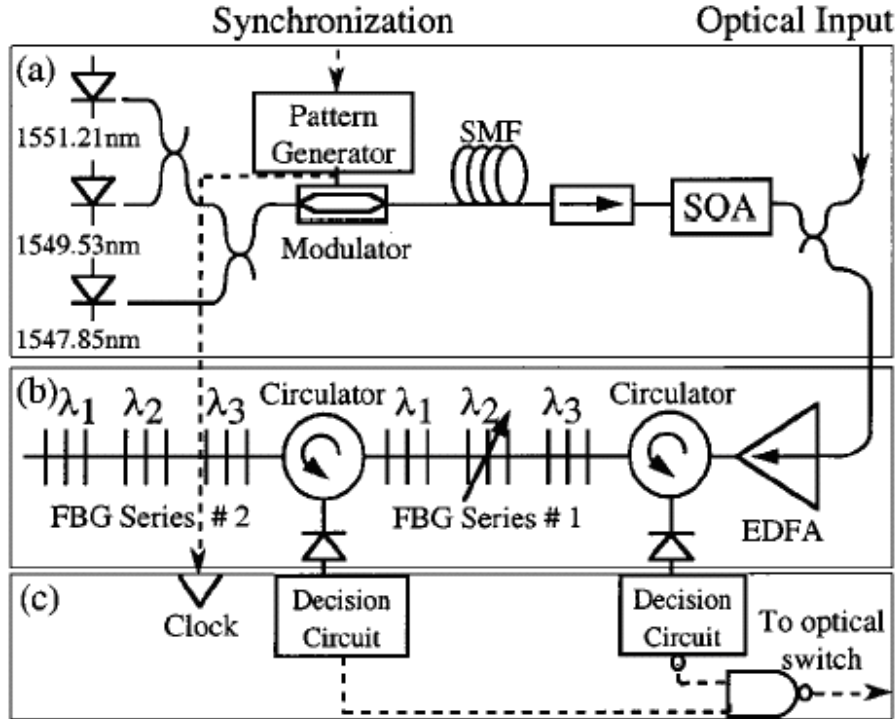 Synchronization
Optical Input
(a)
1551.21nm
Pattern
Generator
SMF
1549.53nm
Modulator
SOA
1547.85nm
(b)
λ1 λ2 λ3
Circulator
λ1 λ2 λ3
Circulator
FBG Series # 2
FBG Series # 1
EDFA
(c)
Clock
Decision
Circuit
Decision
Circuit
To optical
switch